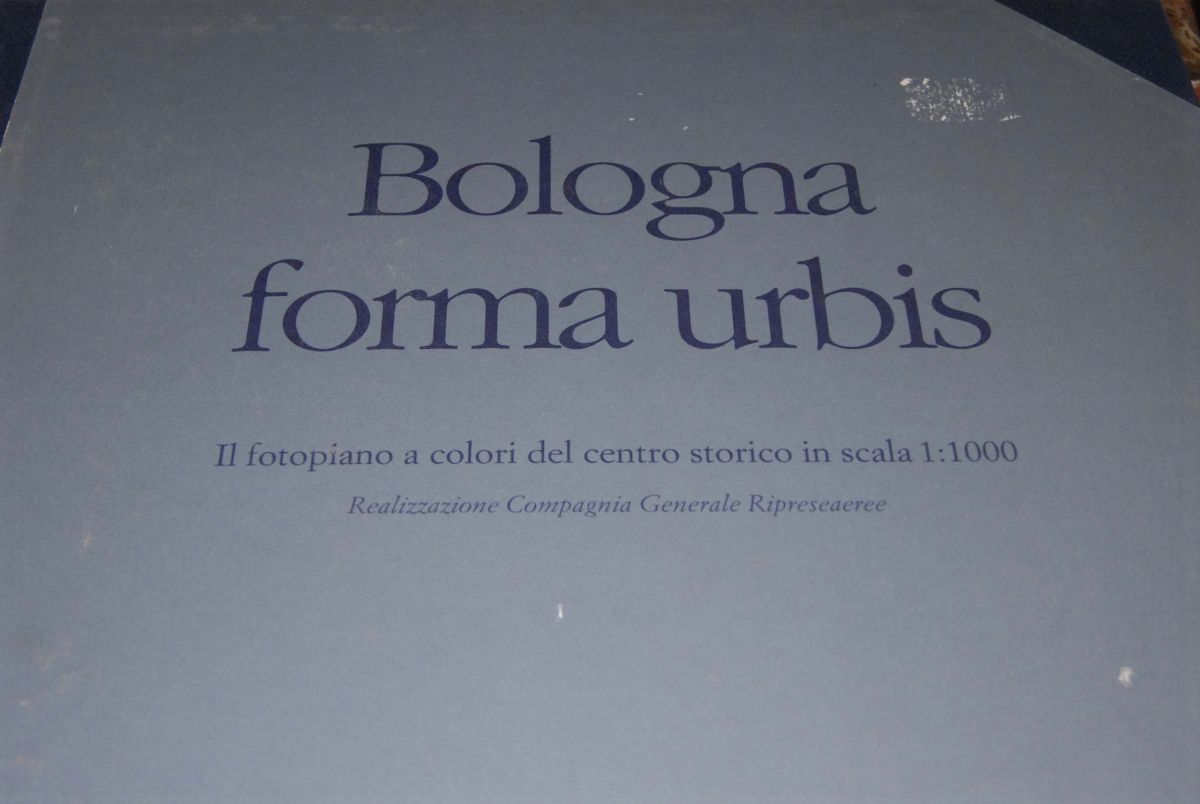 Bologna
forma urbis
Il fotopiano a colori del centro storico in scala 1:1000
Realizzazione Compagnia Generale Ripreseaeree